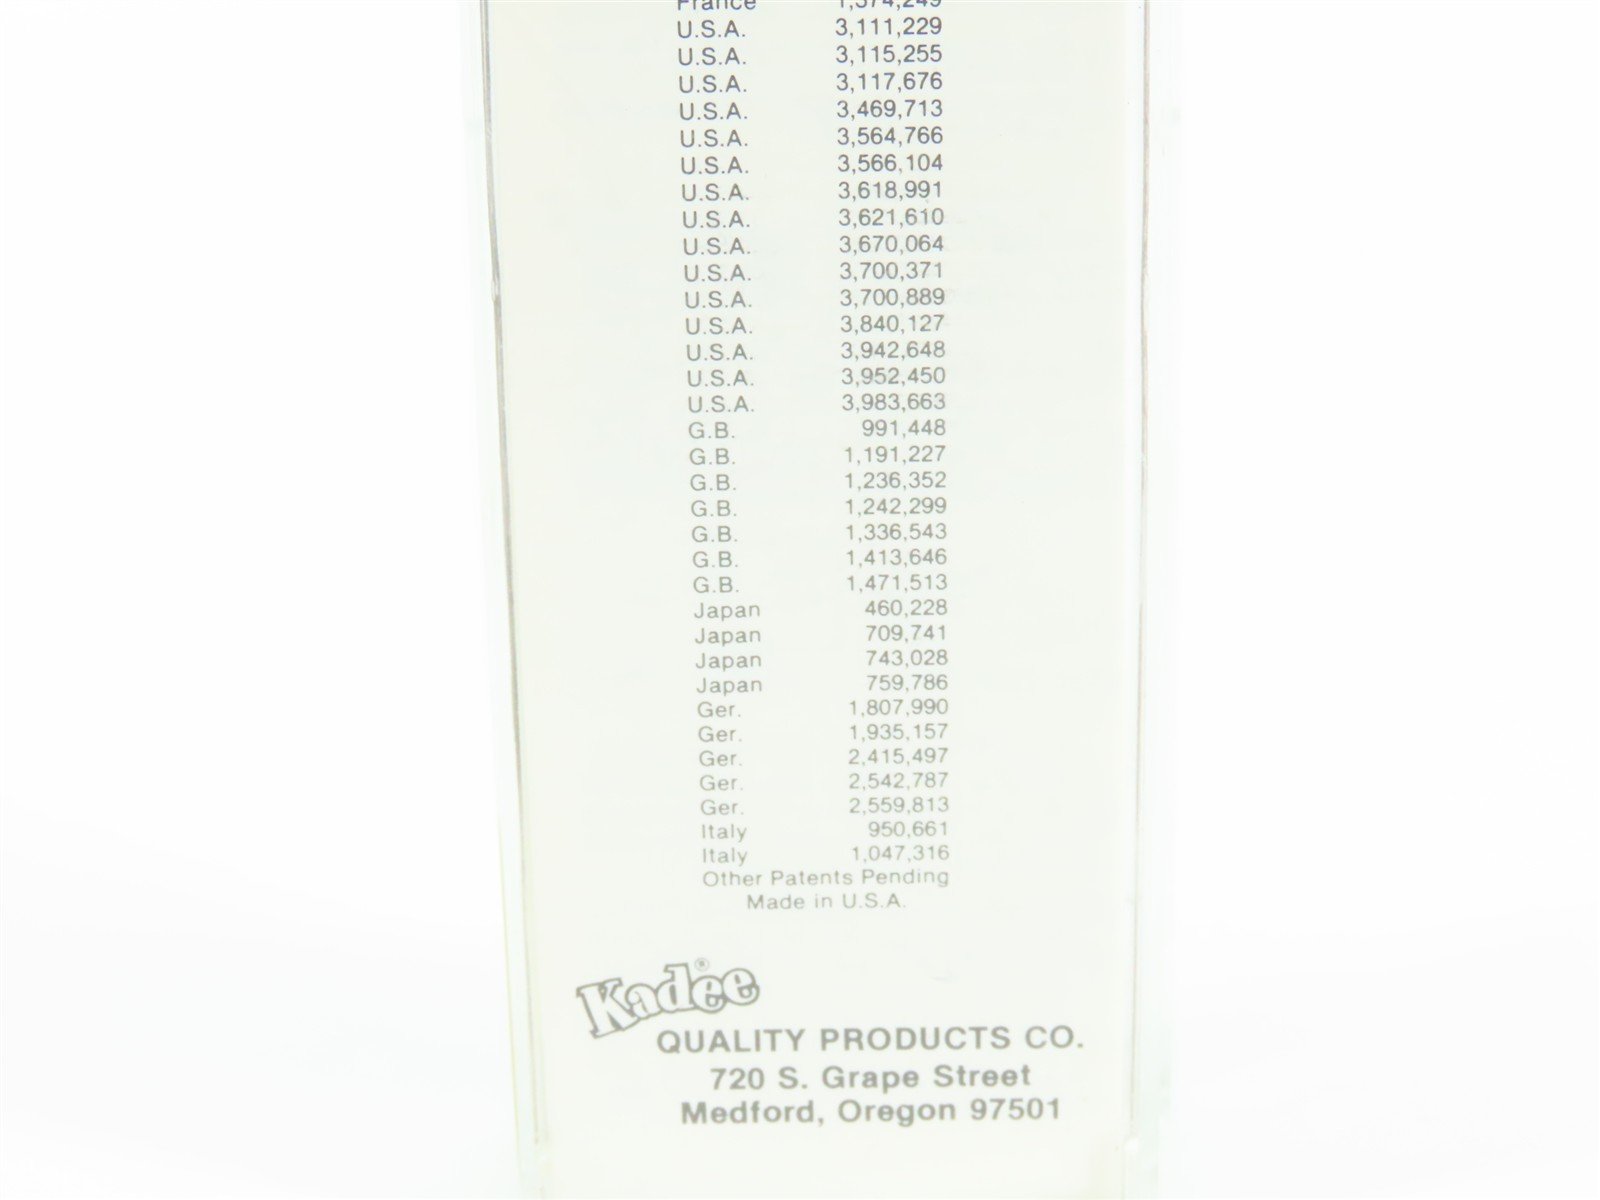 France 1,374,249
U.S.A. 3,111,229
U.S.A. 3,115,255
U.S.A. 3,117,676
U.S.A. 3,469,713
U.S.A. 3,564,766
U.S.A. 3,566,104
U.S.A. 3,618,991
U.S.A. 3,621,610
U.S.A. 3,670,064
U.S.A. 3,700,371
U.S.A. 3,700,889
U.S.A. 3,840,127
U.S.A. 3,942,648
U.S.A. 3,952,450
U.S.A. 3,983,663
G.B. 991,448
G.B. 1,191,227
G.B. 1,236,352
G.B. 1,242,299
G.B. 1,336,543
G.B. 1,413,646
G.B. 1,471,513
Japan 460,228
Japan 709,741
Japan 743,028
Japan 759,786
Ger. 1,807,990
Ger. 1,935,157
Ger. 2,415,497
Ger. 2,542,787
Ger. 2,559,813
Italy 950,661
Italy 1,047,316
Other Patents Pending
Made in U.S.A.
Kadee®
QUALITY PRODUCTS CO.
720 S. Grape Street
Medford, Oregon 97501